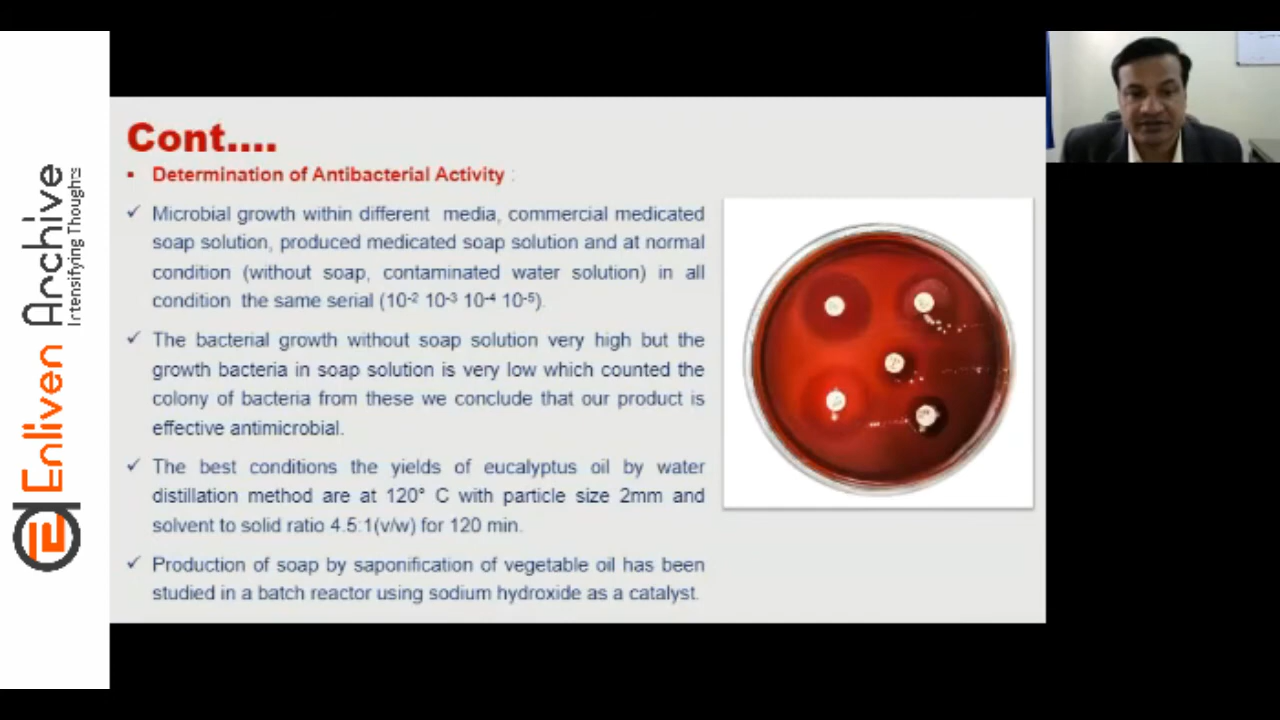 Cont....
▪ Determination of Antibacterial Activity :
✓ Microbial growth within different media, commercial medicated
soap solution, produced medicated soap solution and at normal
condition (without soap, contaminated water solution) in all
condition the same serial (10⁻² 10⁻³ 10⁻⁴ 10⁻⁵).
✓ The bacterial growth without soap solution very high but the
growth bacteria in soap solution is very low which counted the
colony of bacteria from these we conclude that our product is
effective antimicrobial.
✓ The best conditions the yields of eucalyptus oil by water
distillation method are at 120° C with particle size 2mm and
solvent to solid ratio 4.5:1(v/w) for 120 min.
✓ Production of soap by saponification of vegetable oil has been
studied in a batch reactor using sodium hydroxide as a catalyst.
Enliven Archive
Intensifying Thoughts